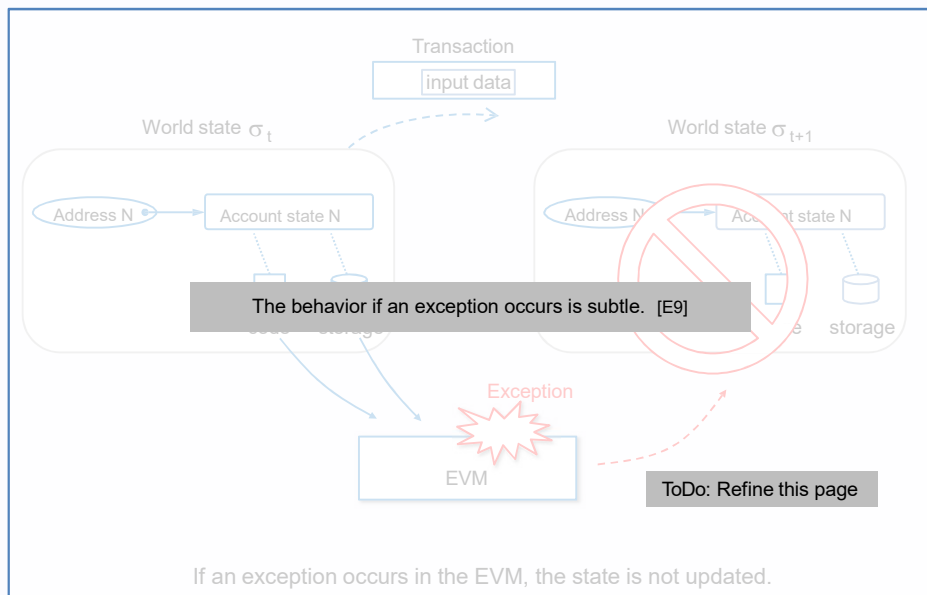 Transaction
input data
World state σt
World state σt+1
Address N
Account state N
Address N
Account state N
The behavior if an exception occurs is subtle. [E9]
code
storage
storage
Exception
EVM
ToDo: Refine this page
If an exception occurs in the EVM, the state is not updated.